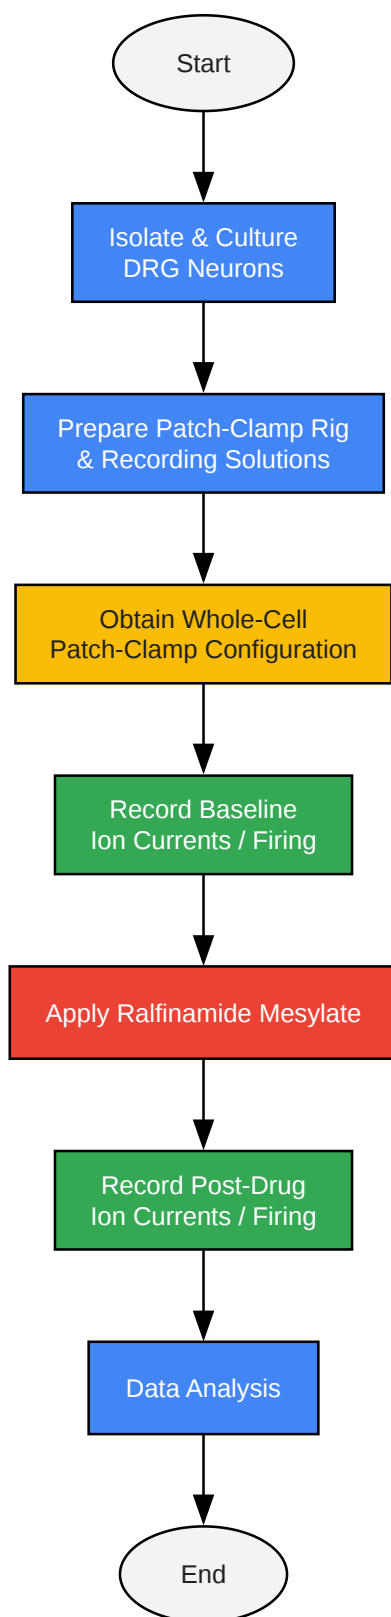 Start
Isolate & Culture
DRG Neurons
Prepare Patch-Clamp Rig
& Recording Solutions
Obtain Whole-Cell
Patch-Clamp Configuration
Record Baseline
Ion Currents / Firing
Apply Ralfinamide Mesylate
Record Post-Drug
Ion Currents / Firing
Data Analysis
End